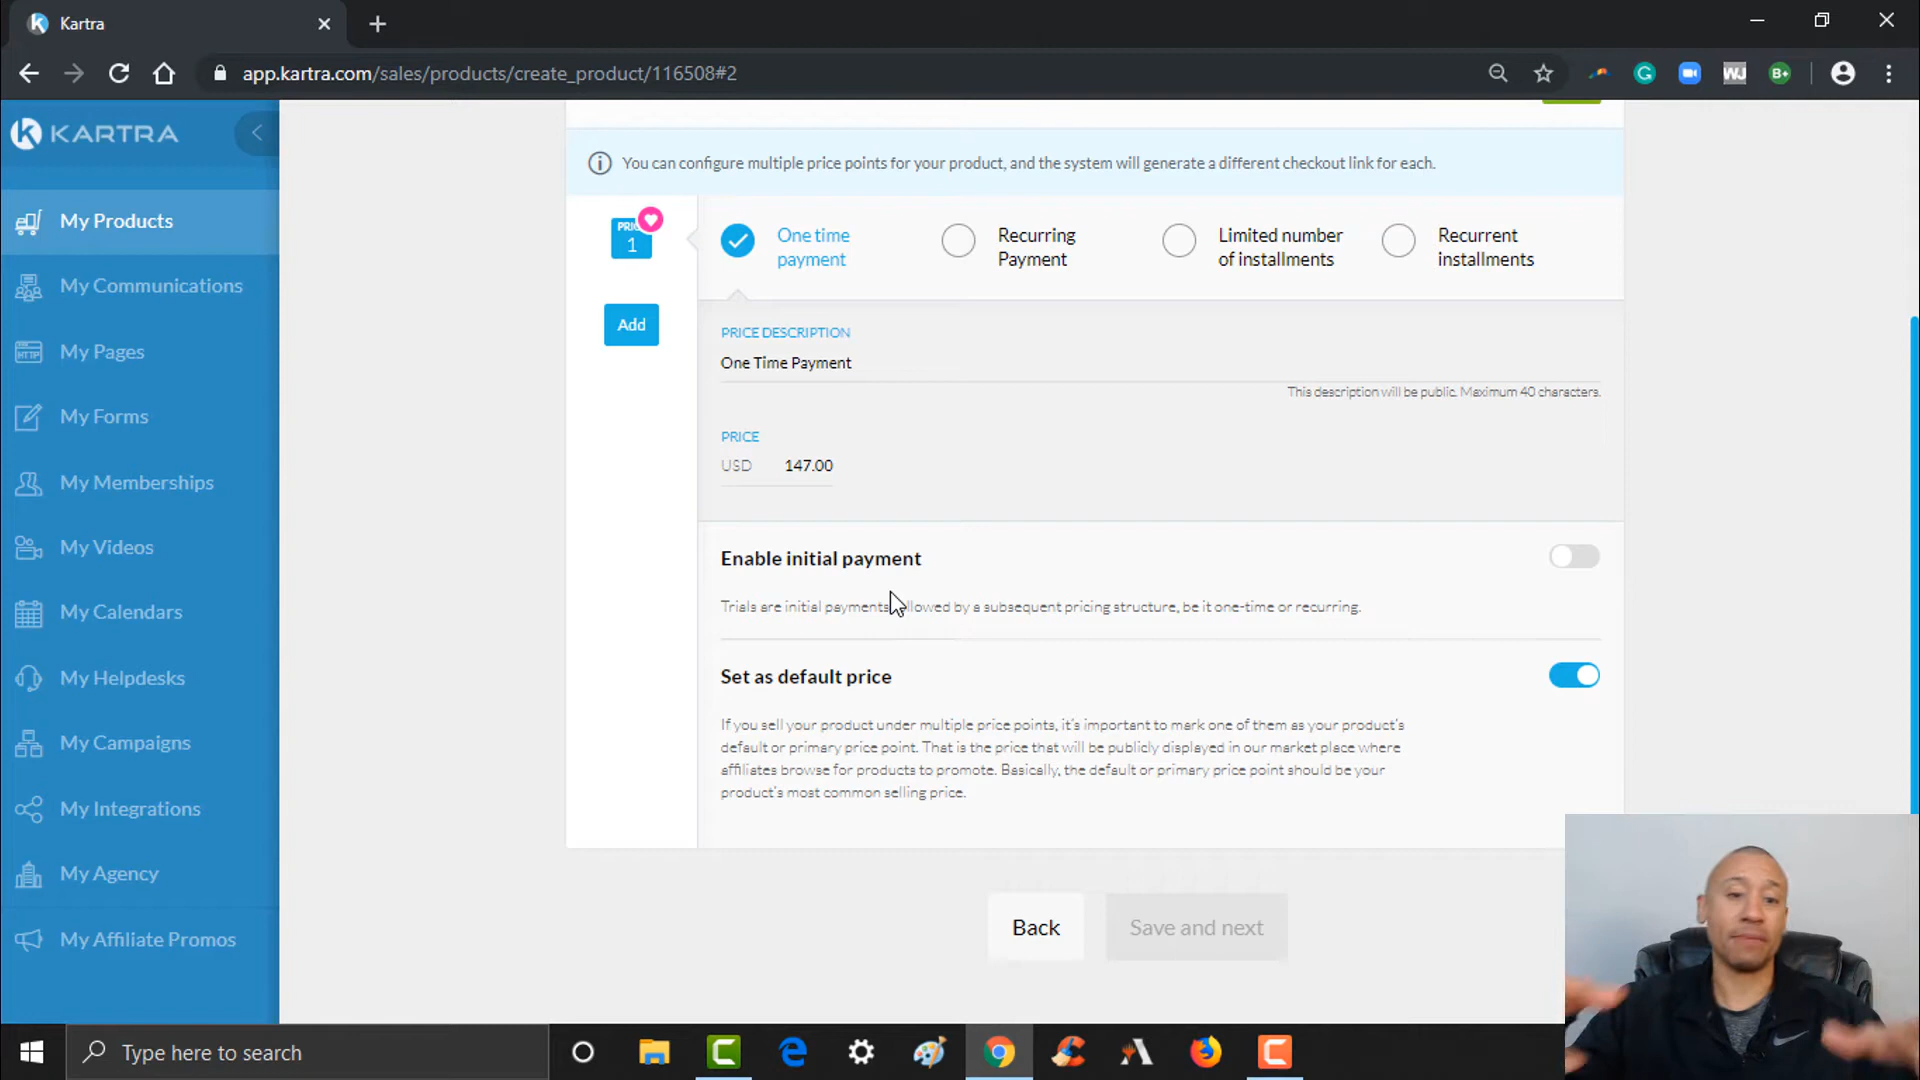 Kartra
app.kartra.com/sales/products/create_product/116508#2
G
WJ
B+
KARTRA
My Products
My Communications
My Pages
My Forms
My Memberships
My Videos
My Calendars
My Helpdesks
My Campaigns
My Integrations
My Agency
My Affiliate Promos
You can configure multiple price points for your product, and the system will generate a different checkout link for each.
1
Add
One time
payment
Recurring
Payment
Limited number
of installments
Recurrent
installments
PRICE DESCRIPTION
One Time Payment
This description will be public. Maximum 40 characters.
PRICE
USD 147.00
Enable initial payment
Trials are initial payments by a subsequent pricing structure, be it one-time or recurring.
Set as default price
If you sell your product under multiple price points, it's important to mark one of them as your product's
default or primary price point. That is the price that will be publicly displayed in our market place where
affiliates browse for products to promote. Basically, the default or primary price point should be your
product's most common selling price.
Back
Save and next
Type here to search